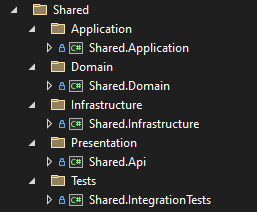 Shared
Application
C# Shared.Application
Domain
C# Shared.Domain
Infrastructure
C# Shared.Infrastructure
Presentation
C# Shared.Api
Tests
C# Shared.IntegrationTests